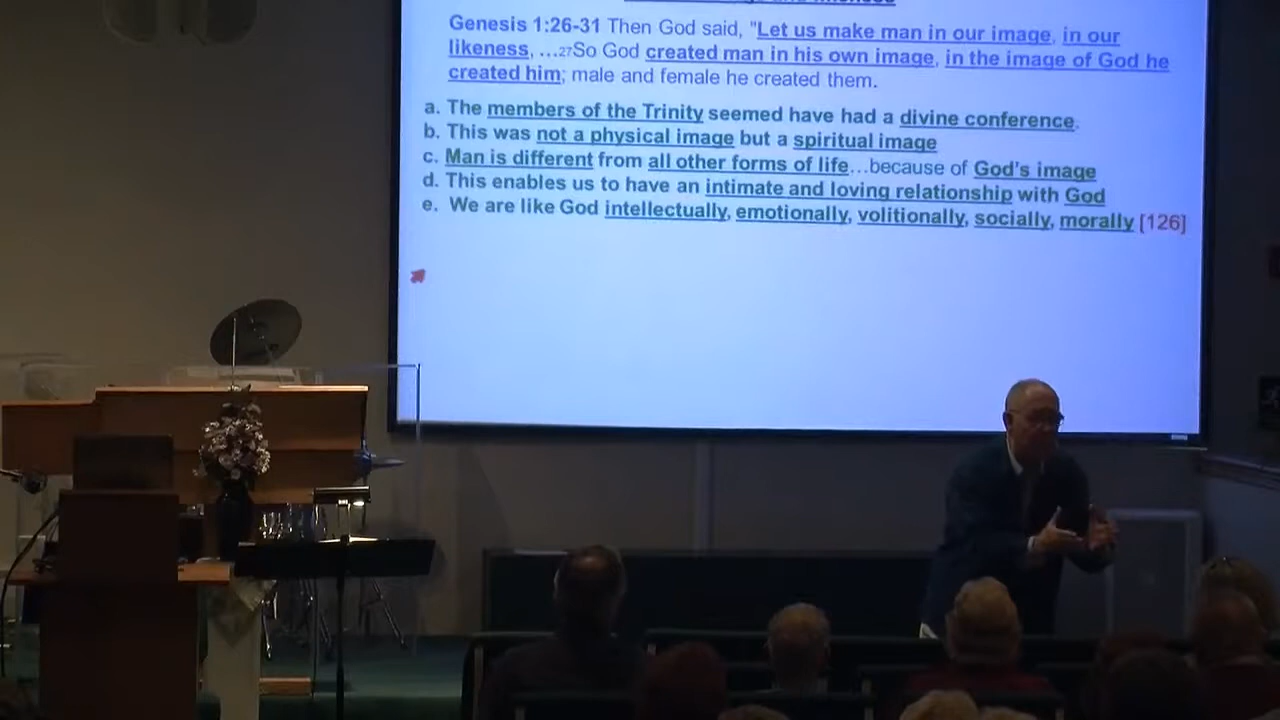 Genesis 1:26-31 Then God said, "Let us make man in our image, in our
likeness, ...27So God created man in his own image, in the image of God he
created him; male and female he created them.
a. The members of the Trinity seemed have had a divine conference.
b. This was not a physical image but a spiritual image
c. Man is different from all other forms of life...because of God's image
d. This enables us to have an intimate and loving relationship with God
e. We are like God intellectually, emotionally, volitionally, socially, morally [126]